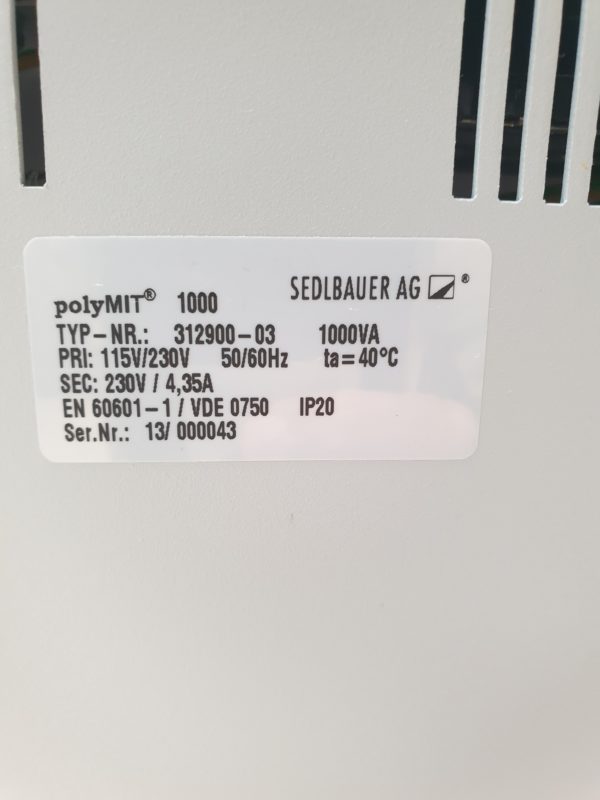 polyMIT® 1000 SEDLBAUER AG ®
TYP-NR.: 312900-03 1000VA
PRI: 115V/230V 50/60Hz ta=40°C
SEC: 230V / 4,35A
EN 60601-1 / VDE 0750 IP20
Ser.Nr.: 13/ 000043